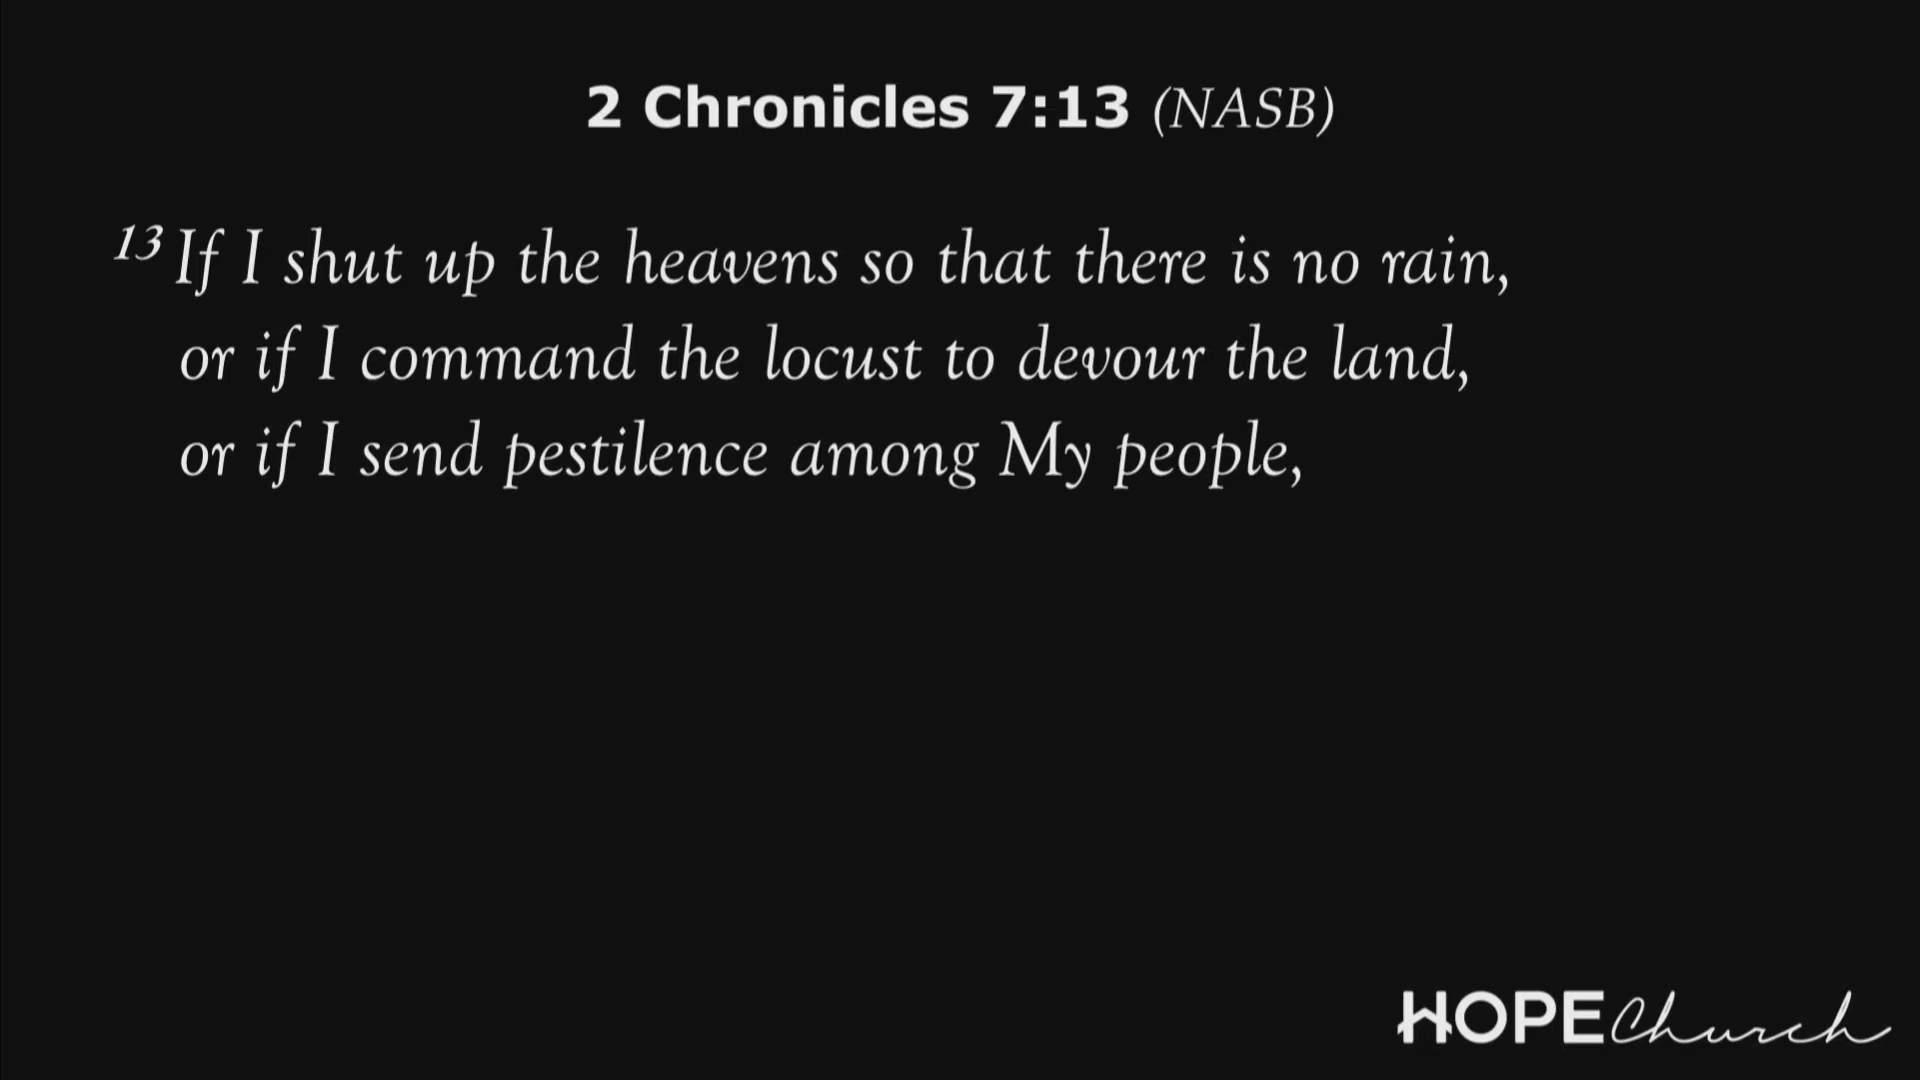 2 Chronicles 7:13 (NASB)
13 If I shut up the heavens so that there is no rain,
or if I command the locust to devour the land,
or if I send pestilence among My people,
HOPE Church